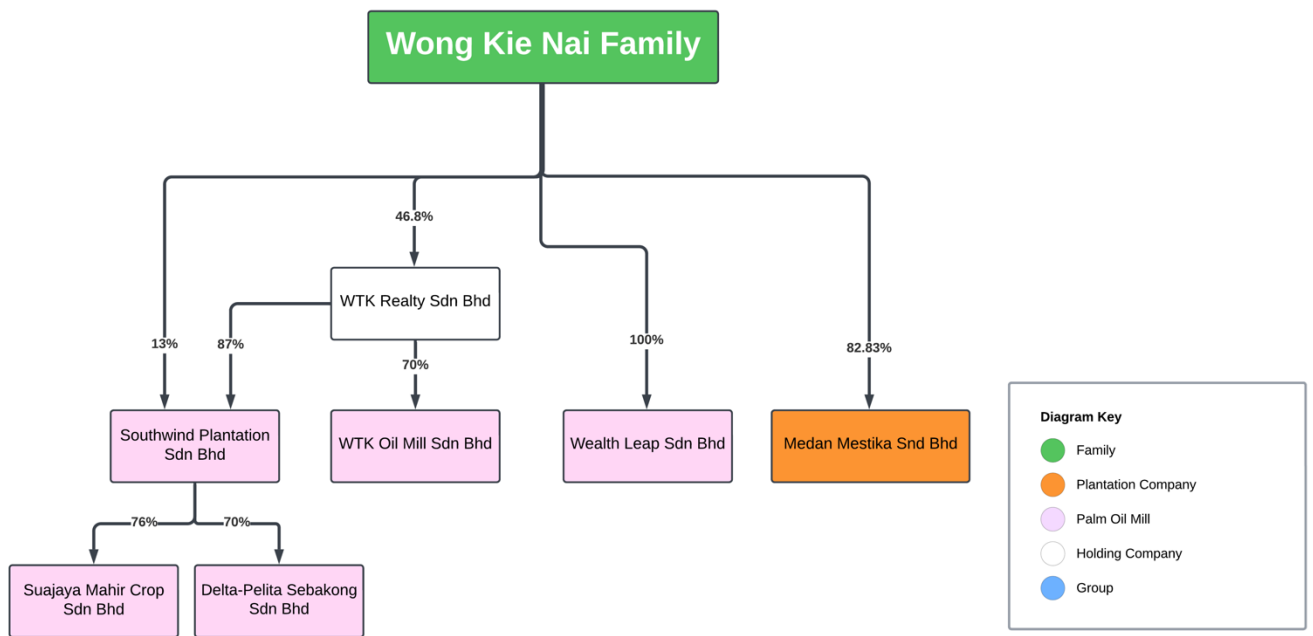 Wong Kie Nai Family
46.8%
WTK Realty Sdn Bhd
13%
87%
70%
100%
82.83%
Southwind Plantation
Sdn Bhd
WTK Oil Mill Sdn Bhd
Wealth Leap Sdn Bhd
Medan Mestika Snd Bhd
76%
70%
Suajaya Mahir Crop
Sdn Bhd
Delta-Pelita Sebakong
Sdn Bhd
Diagram Key
Family
Plantation Company
Palm Oil Mill
Holding Company
Group